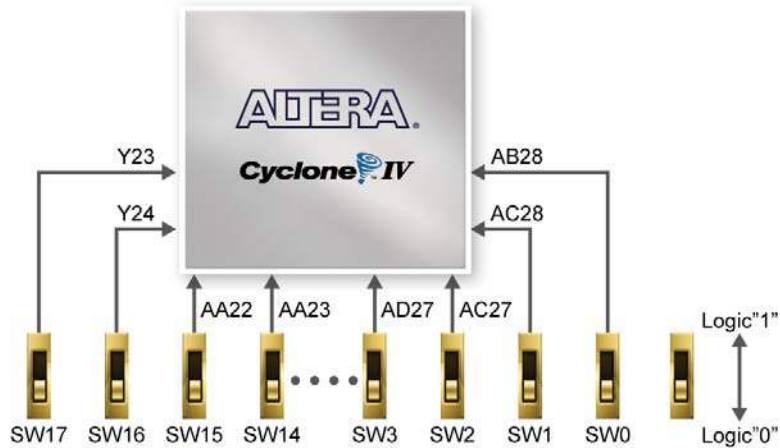 ALTERA.
Cyclone IV
Y23
AB28
Y24
AC28
AA22
AA23
AD27
AC27
Logic"1"
SW17
SW16
SW15
SW14
SW3
SW2
SW1
SW0
Logic"0"